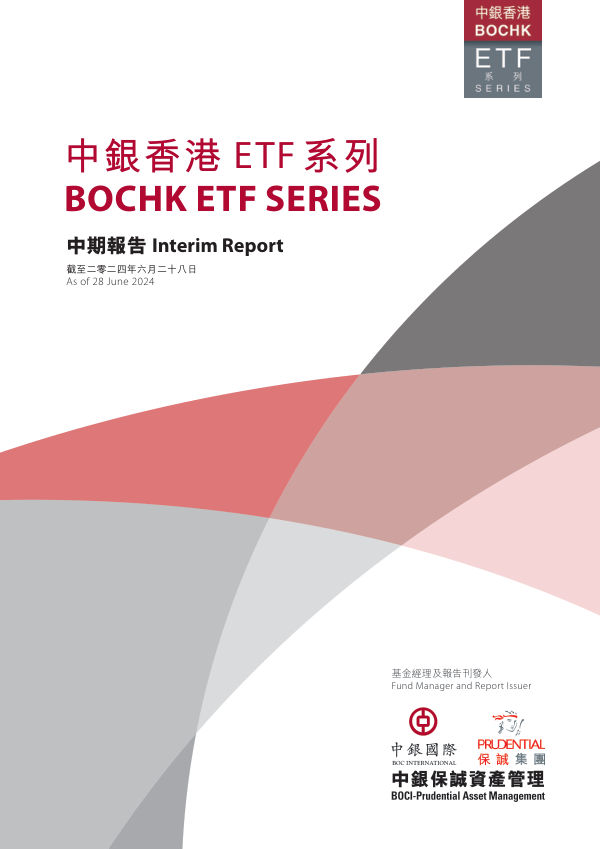 中銀香港
BOCHK
ETF
系列
SERIES
中銀香港 ETF 系列
BOCHK ETF SERIES
中期報告 Interim Report
截至二零二四年六月二十八日
As of 28 June 2024
基金經理及報告刊發人
Fund Manager and Report Issuer
中銀國際
BOC INTERNATIONAL
PRUDENTIAL
保誠集團
中銀保誠資產管理
BOCI-Prudential Asset Management